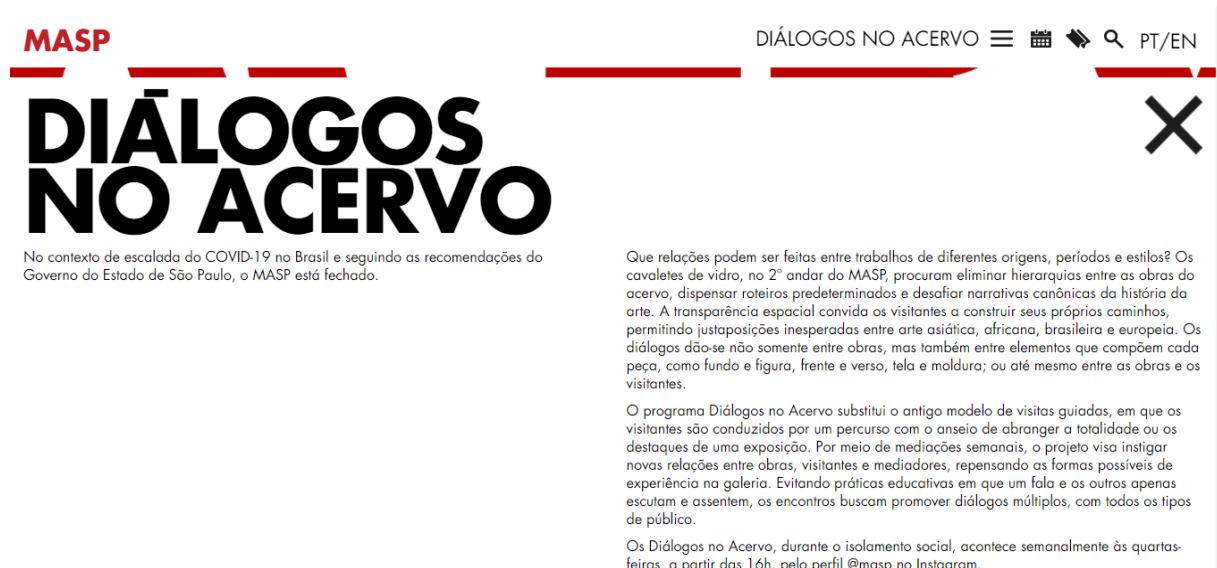 MASP
DIÁLOGOS NO ACERVO
PT/EN
DIÁLOGOS
NO ACERVO
No contexto de escalada do COVID-19 no Brasil e seguindo as recomendações do
Governo do Estado de São Paulo, o MASP está fechado.
Que relações podem ser feitas entre trabalhos de diferentes origens, períodos e estilos? Os
cavaletes de vidro, no 2º andar do MASP, procuram eliminar hierarquias entre as obras do
acervo, dispensar roteiros predeterminados e desafiar narrativas canônicas da história da
arte. A transparência espacial convida os visitantes a construir seus próprios caminhos,
permitindo justaposições inesperadas entre arte asiática, africana, brasileira e europeia. Os
diálogos dão-se não somente entre obras, mas também entre elementos que compõem cada
peça, como fundo e figura, frente e verso, tela e moldura; ou até mesmo entre as obras e os
visitantes.
O programa Diálogos no Acervo substitui o antigo modelo de visitas guiadas, em que os
visitantes são conduzidos por um percurso com o anseio de abranger a totalidade ou os
destaques de uma exposição. Por meio de mediações semanais, o projeto visa instigar
novas relações entre obras, visitantes e mediadores, repensando as formas possíveis de
experiência na galeria. Evitando práticas educativas em que um fala e os outros apenas
escutam e assentem, os encontros buscam promover diálogos múltiplos, com todos os tipos
de público.
Os Diálogos no Acervo, durante o isolamento social, acontece semanalmente às quartas-
feiras, a partir das 16h, pelo perfil @masp no Instagram.